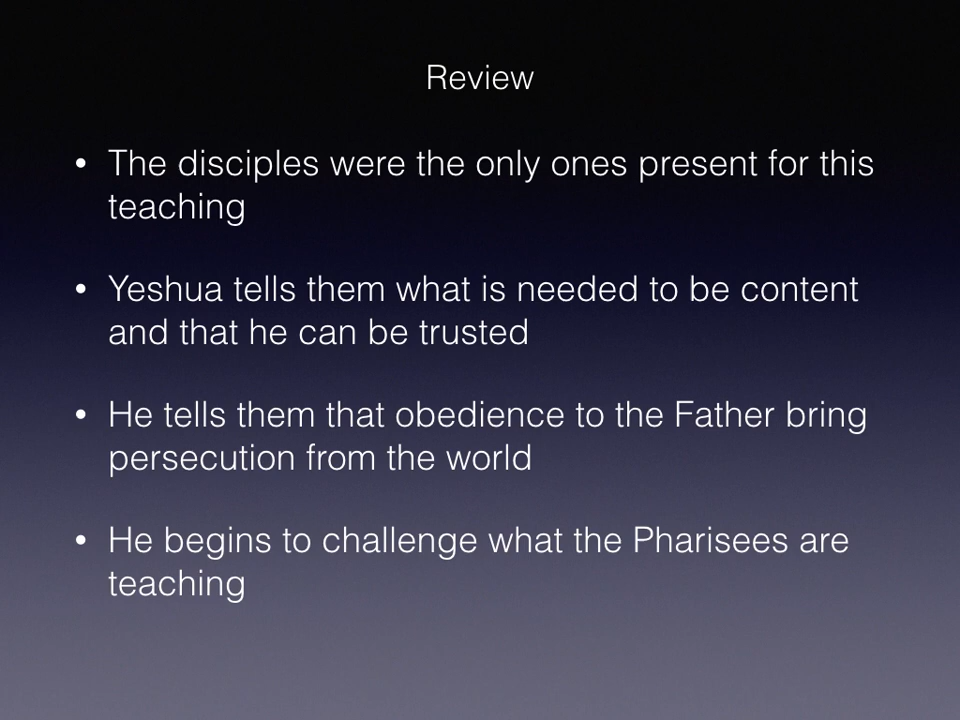 Review
• The disciples were the only ones present for this
teaching
• Yeshua tells them what is needed to be content
and that he can be trusted
• He tells them that obedience to the Father bring
persecution from the world
• He begins to challenge what the Pharisees are
teaching